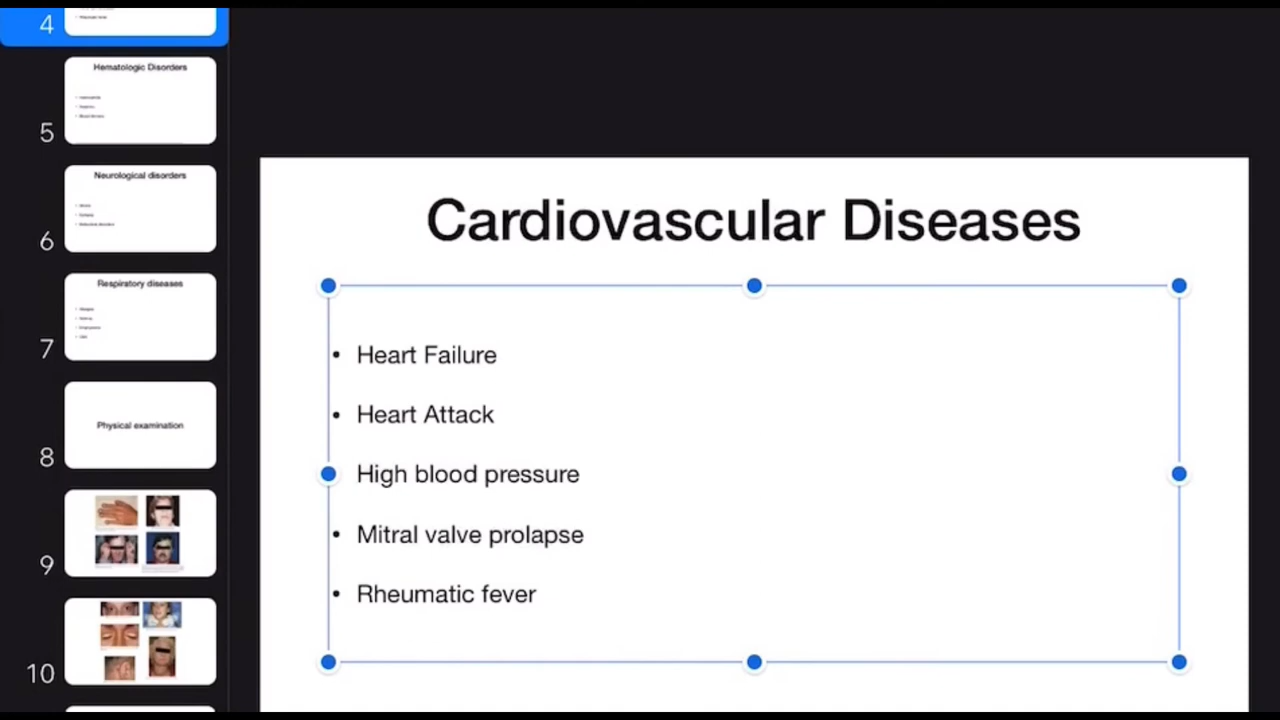 4
Hematologic Disorders
5
Neurological disorders
6
Respiratory diseases
7
Physical examination
8
9
10
Cardiovascular Diseases
• Heart Failure
• Heart Attack
• High blood pressure
• Mitral valve prolapse
• Rheumatic fever